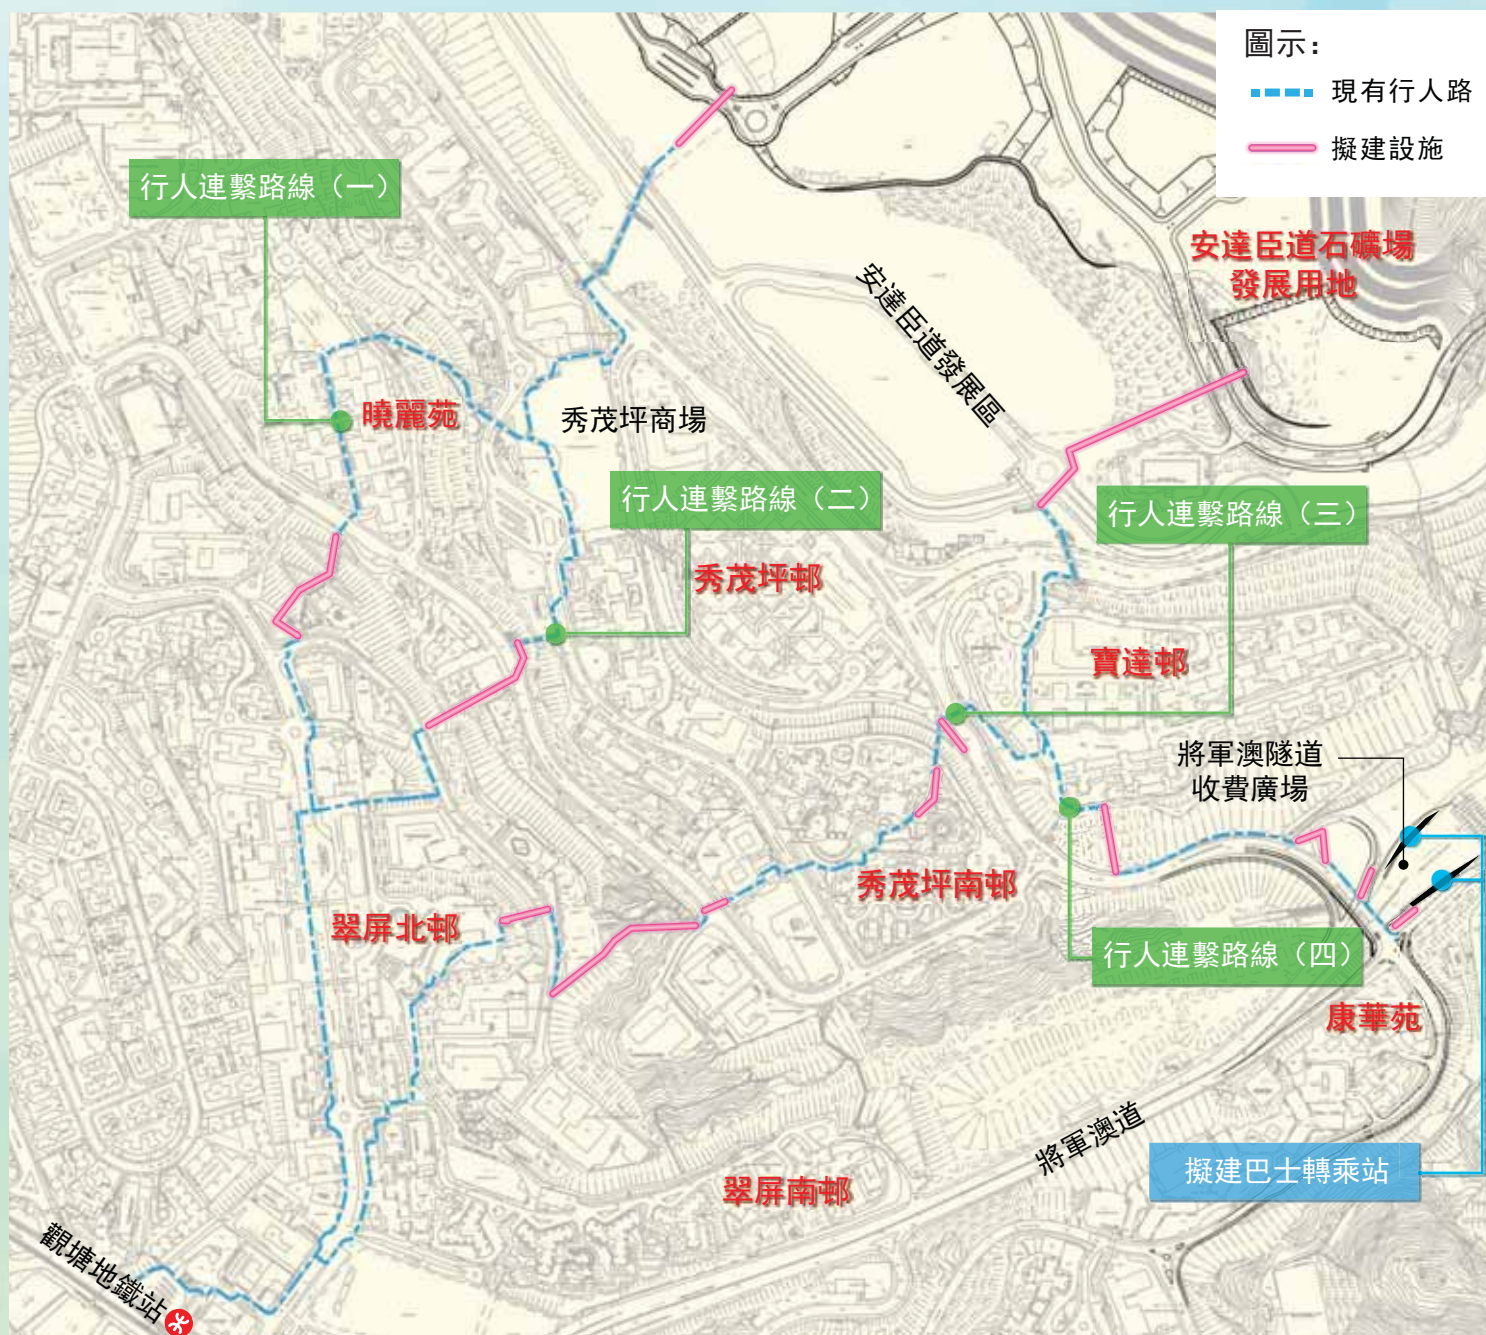 圖示：
現有行人路
擬建設施
行人連繫路線（一）
安達臣道石礦場
發展用地
安達臣道發展區
曉麗苑
秀茂坪商場
行人連繫路線（二）
行人連繫路線（三）
秀茂坪邨
寶達邨
將軍澳隧道
收費廣場
秀茂坪南邨
翠屏北邨
行人連繫路線（四）
康華苑
將軍澳道
擬建巴士轉乘站
翠屏南邨
觀塘地鐵站